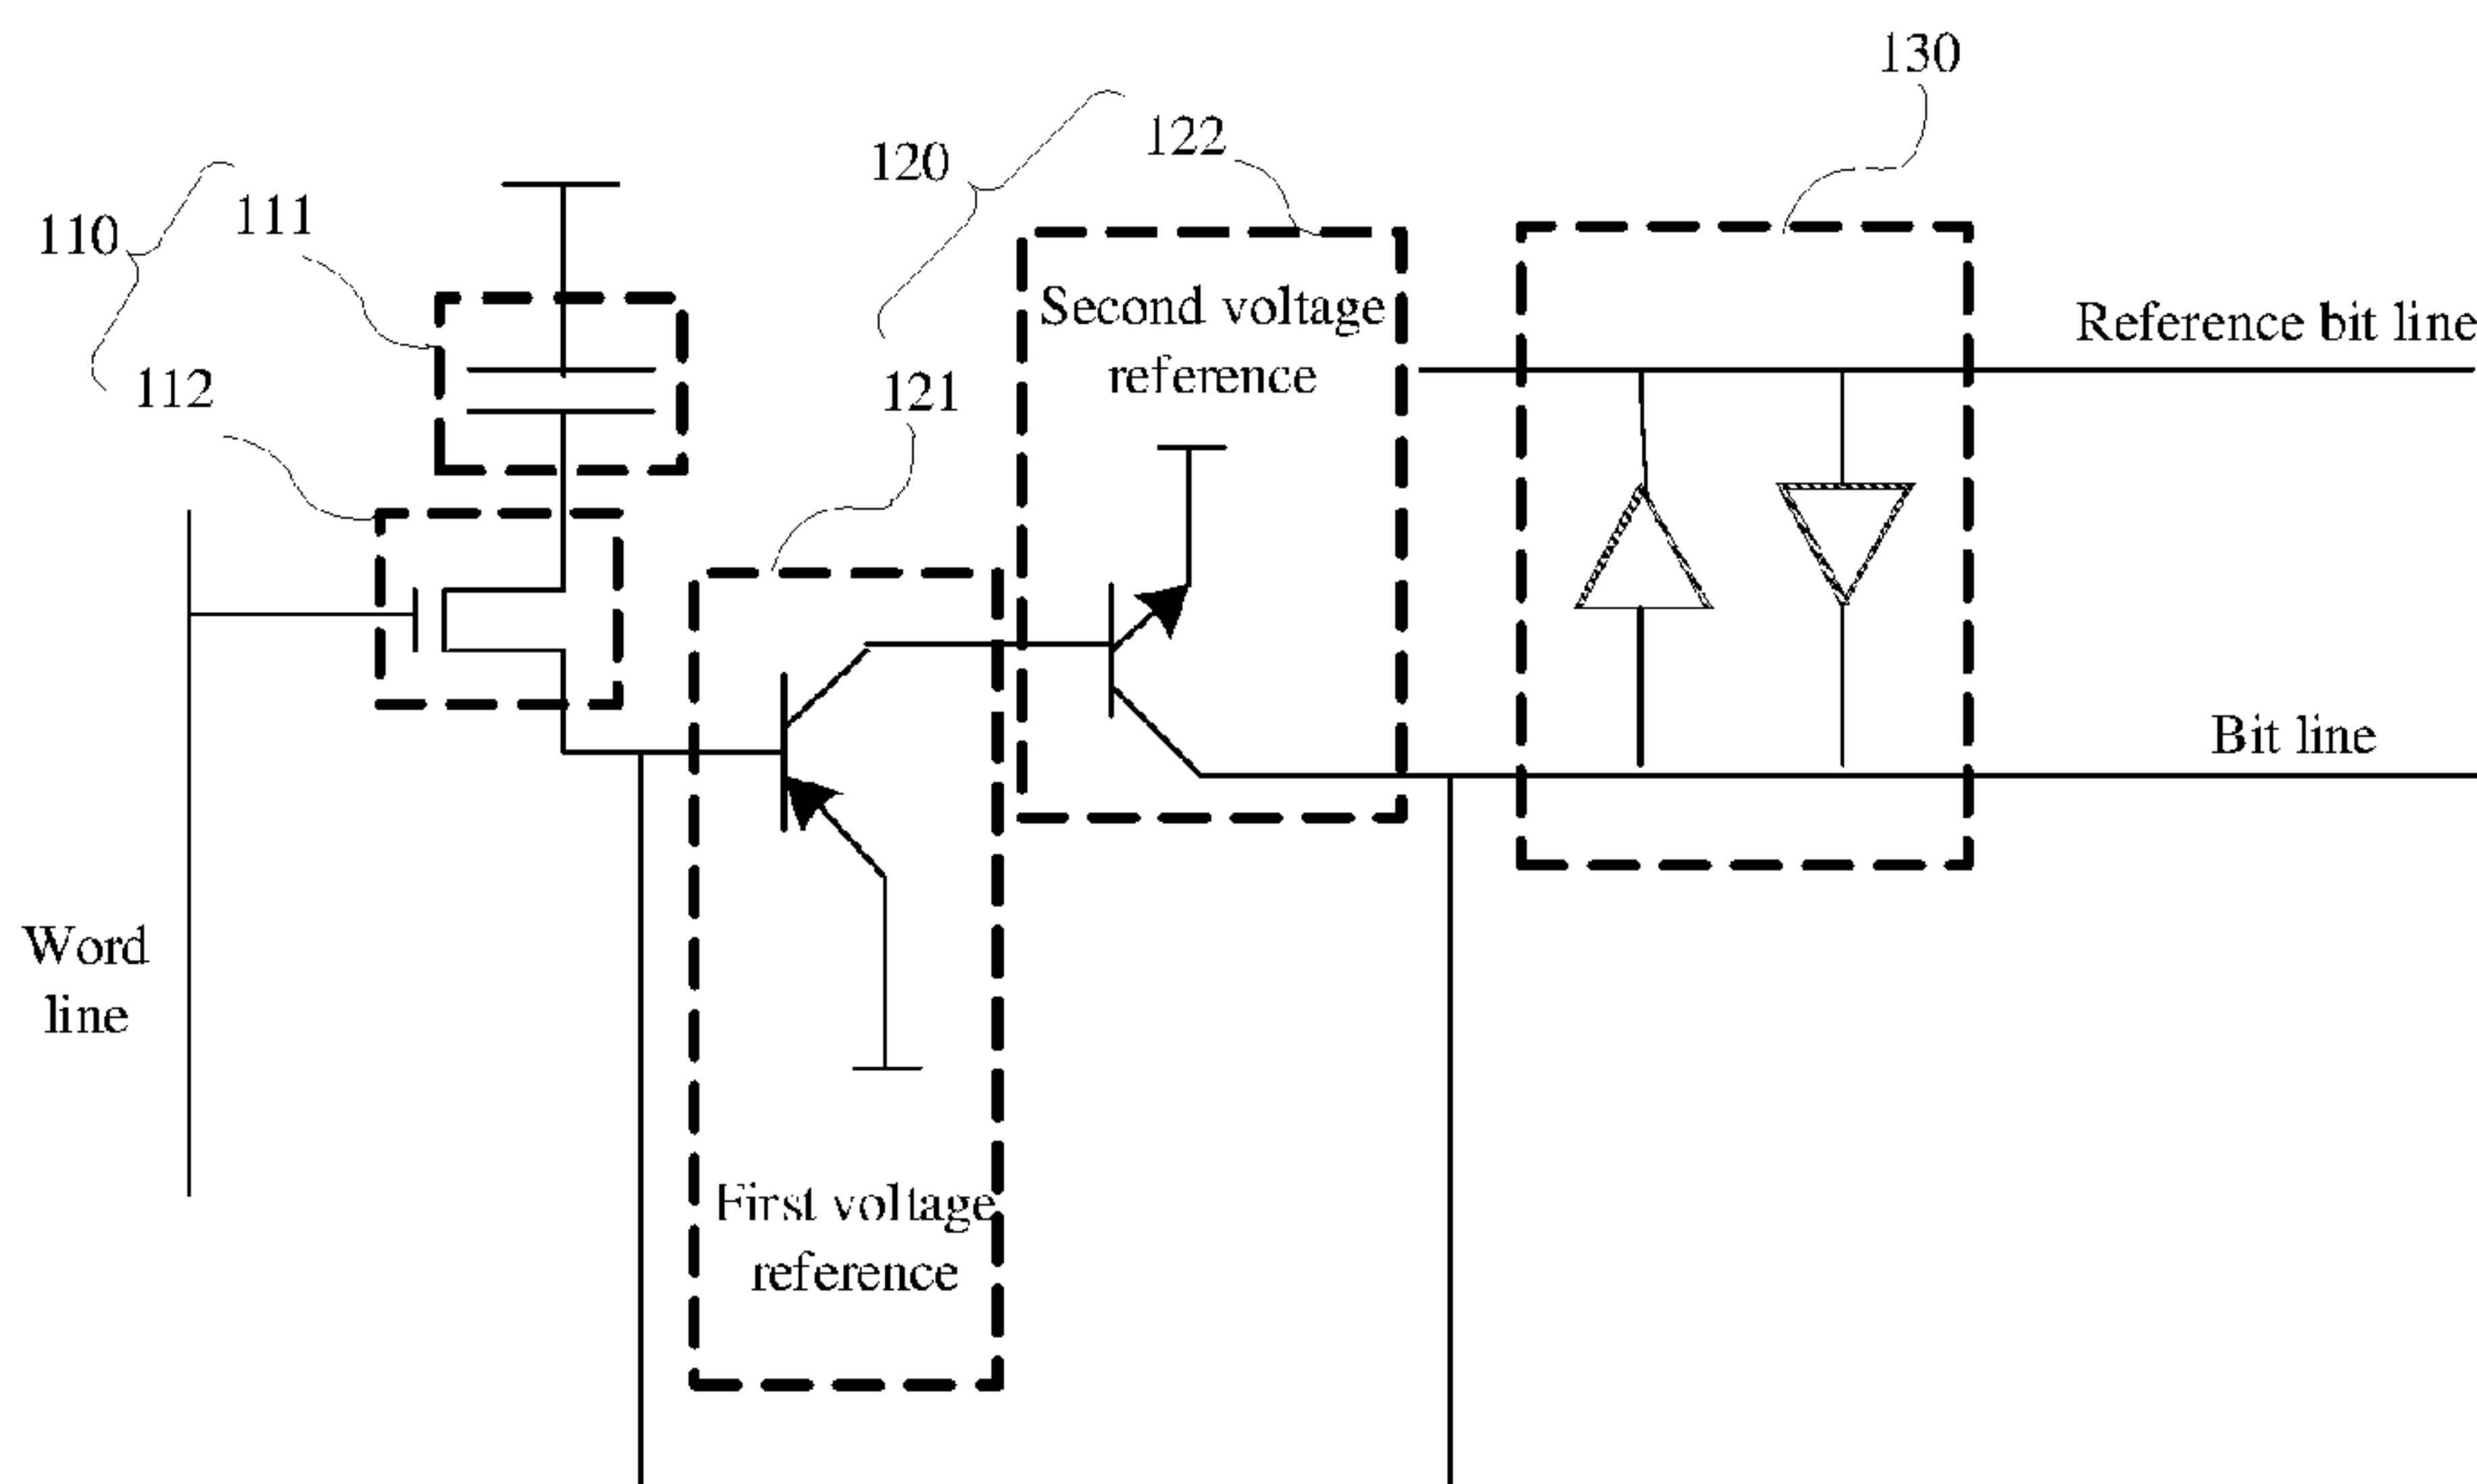 130
120
122
110
111
Second voltage
reference
Reference bit line
112
121
Bit line
Word
line
First voltage
reference